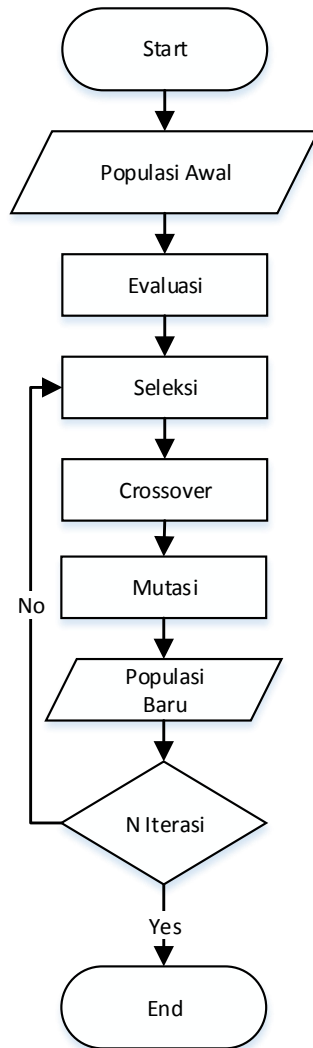 Start
Populasi Awal
Evaluasi
Seleksi
Crossover
Mutasi
No
Populasi
Baru
N Iterasi
Yes
End